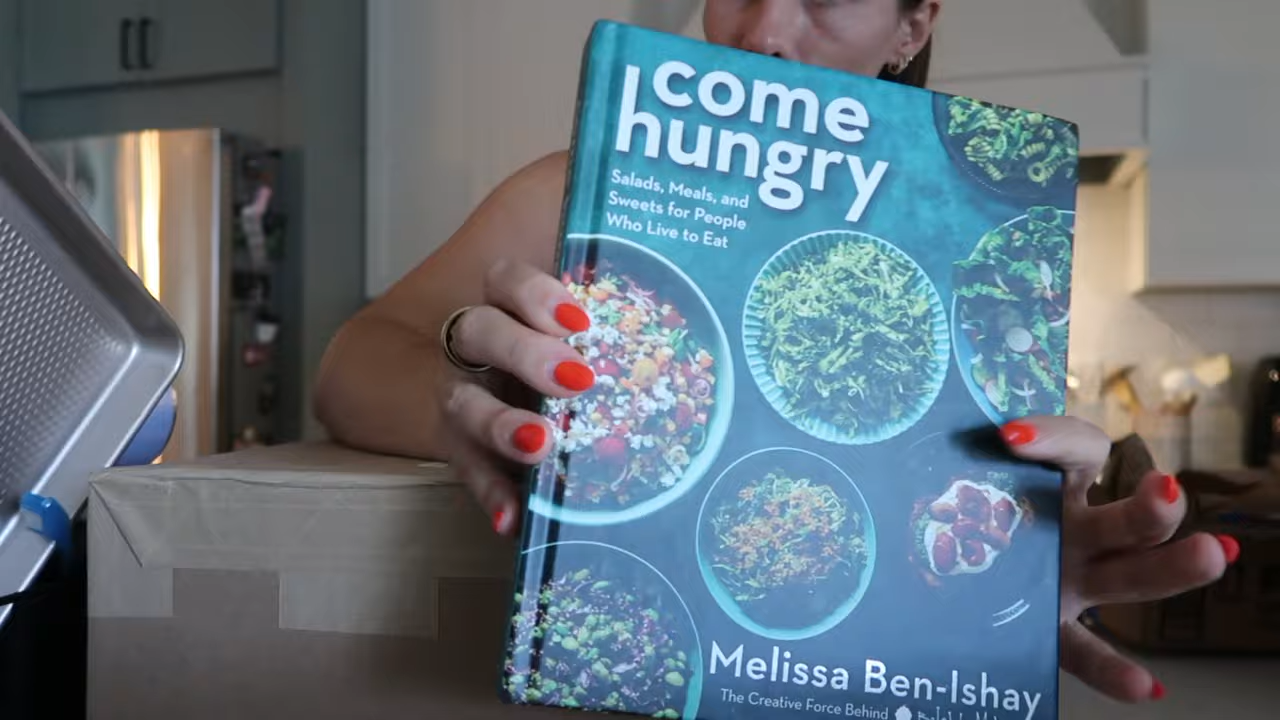 come
hungry
Salads, Meals, and
Sweets for People
Who Live to Eat
Melissa Ben-Ishay
The Creative Force Behind